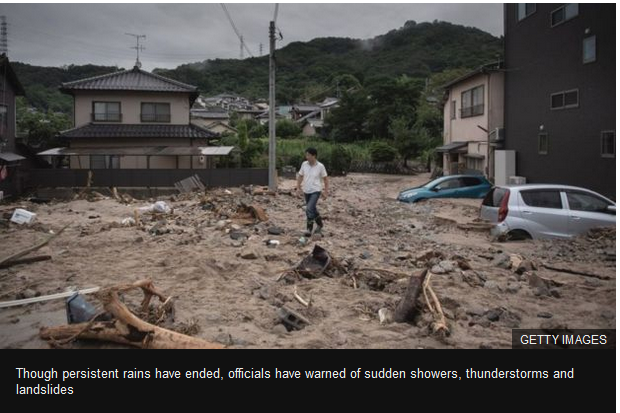 GETTY IMAGES
Though persistent rains have ended, officials have warned of sudden showers, thunderstorms and
landslides